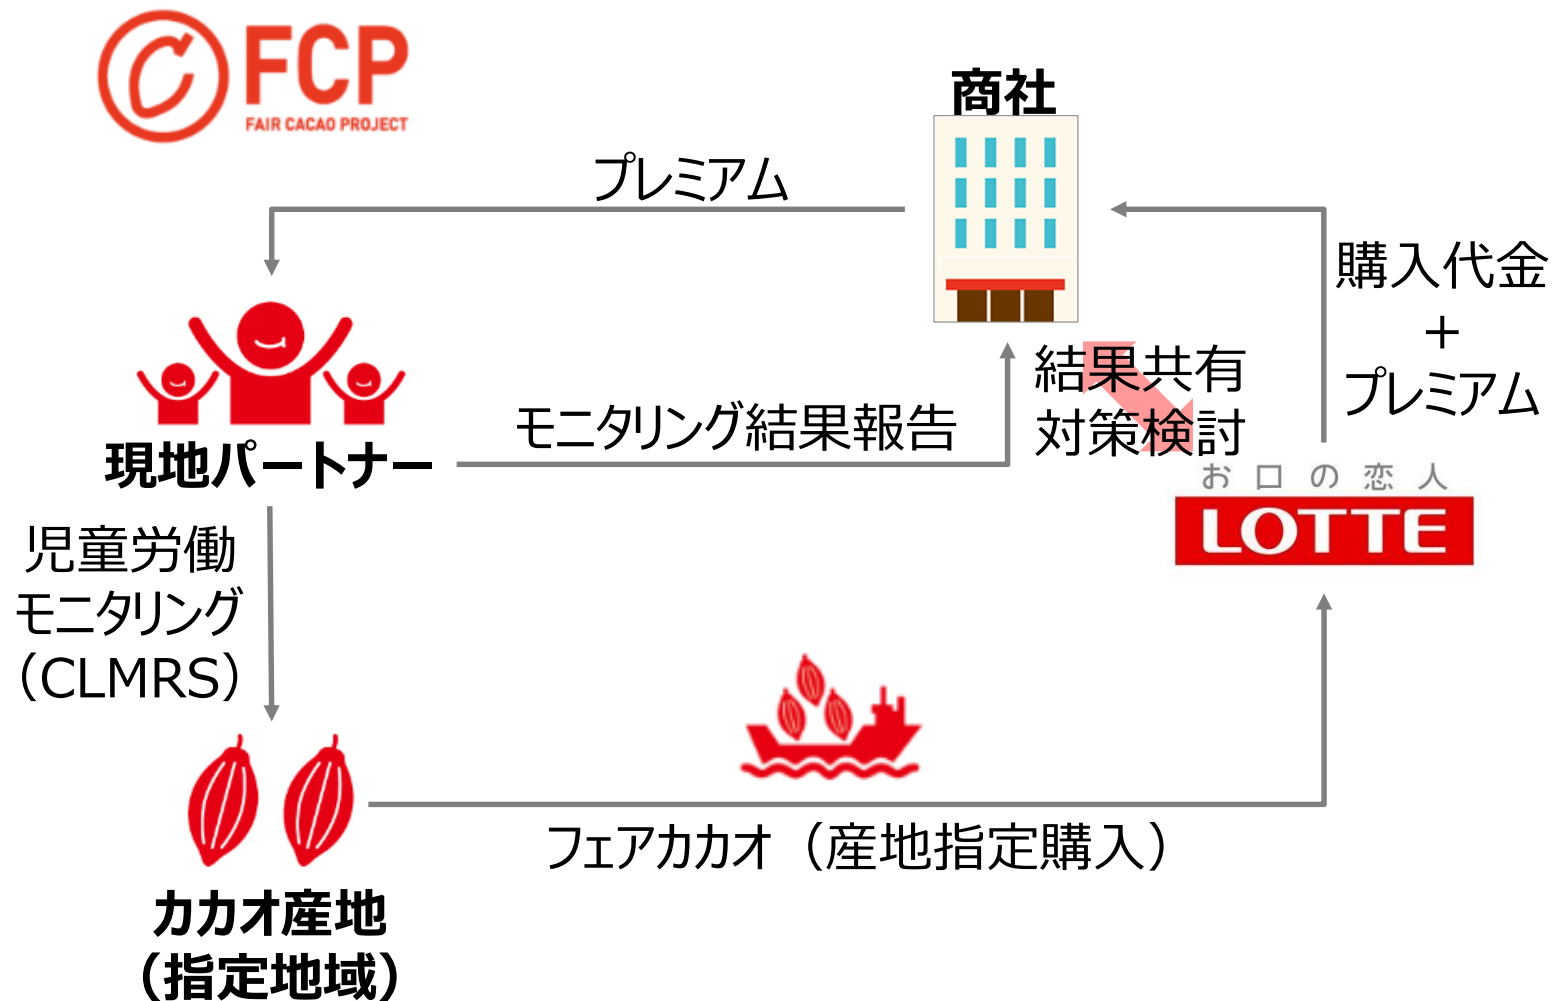 FCP
FAIR CACAO PROJECT
商社
プレミアム
購入代金
+
プレミアム
結果共有
対策検討
モニタリング結果報告
現地パートナー
お口の恋人
LOTTE
児童労働
モニタリング
（CLMRS）
フェアカカオ（産地指定購入）
カカオ産地
（指定地域）